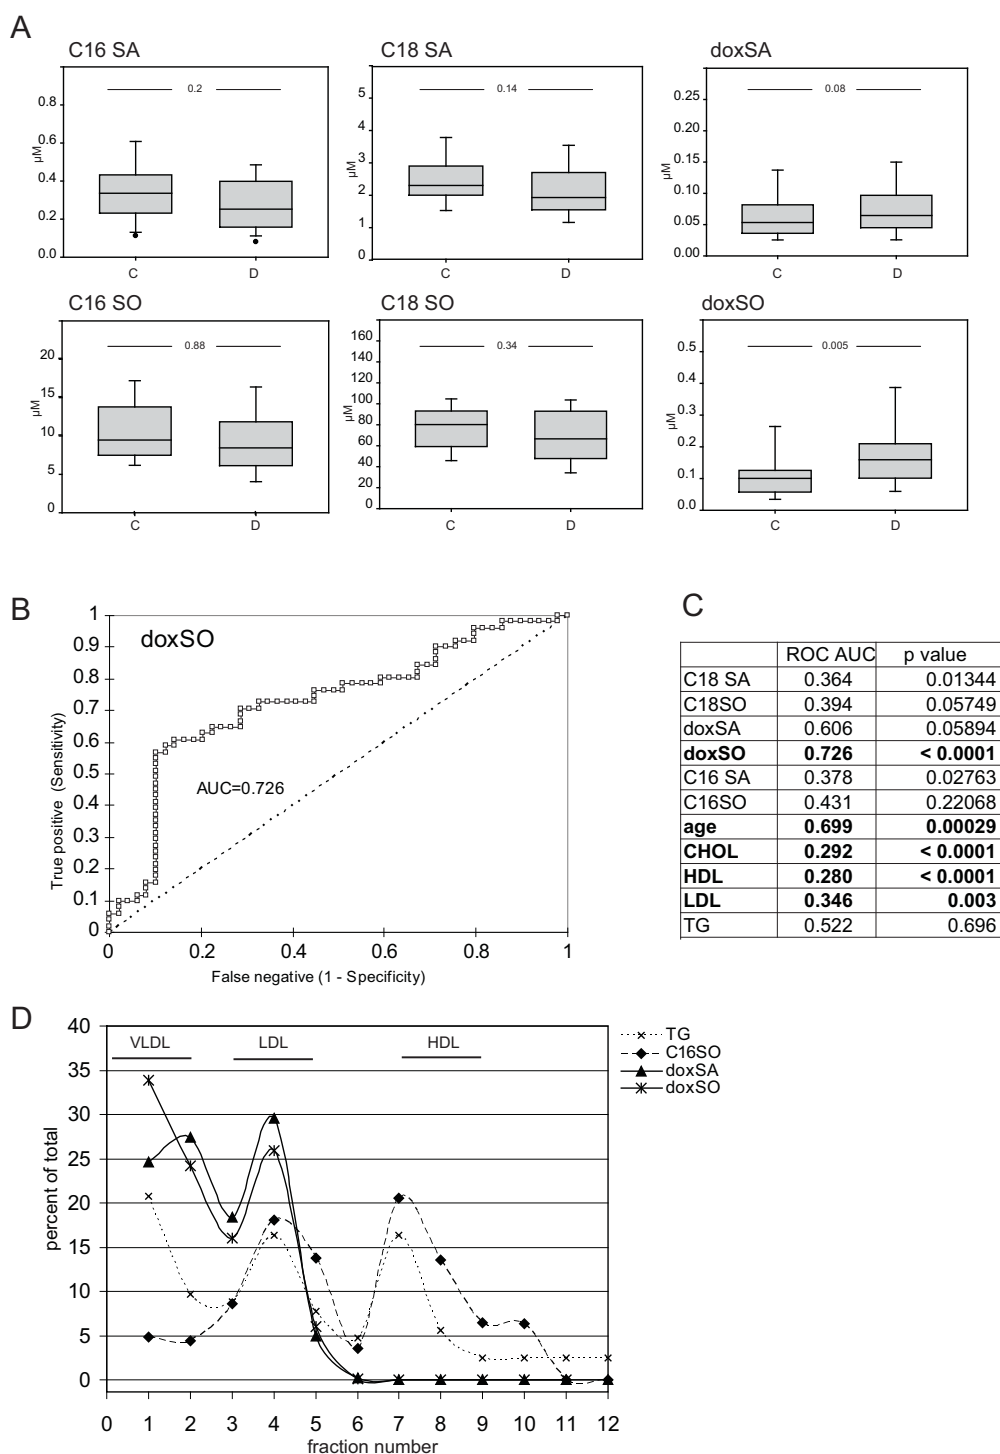 A
C16 SA
0.8
0.6
0.4
0.2
0.0
µM
0.2
C
D
C18 SA
6
5
4
3
2
1
0
µM
0.14
C
D
doxSA
0.25
0.20
0.15
0.10
0.05
0.00
µM
0.08
C
D
C16 SO
20
15
10
5
0
µM
0.88
C
D
C18 SO
160
140
120
100
80
60
40
20
0
µM
0.34
C
D
doxSO
0.5
0.4
0.3
0.2
0.1
0.0
µM
0.005
C
D
B
doxSO
True positive (Sensitivity)
1
0.9
0.8
0.7
0.6
0.5
0.4
0.3
0.2
0.1
0
AUC=0.726
0 0.2 0.4 0.6 0.8 1
False negative (1 - Specificity)
C
ROC AUC p value
C18 SA 0.364 0.01344
C18SO 0.394 0.05749
doxSA 0.606 0.05894
doxSO 0.726 < 0.0001
C16 SA 0.378 0.02763
C16SO 0.431 0.22068
age 0.699 0.00029
CHOL 0.292 < 0.0001
HDL 0.280 < 0.0001
LDL 0.346 0.003
TG 0.522 0.696
D
percent of total
40
35
30
25
20
15
10
5
0
VLDL LDL HDL
TG
C16SO
doxSA
doxSO
0 1 2 3 4 5 6 7 8 9 10 11 12
fraction number